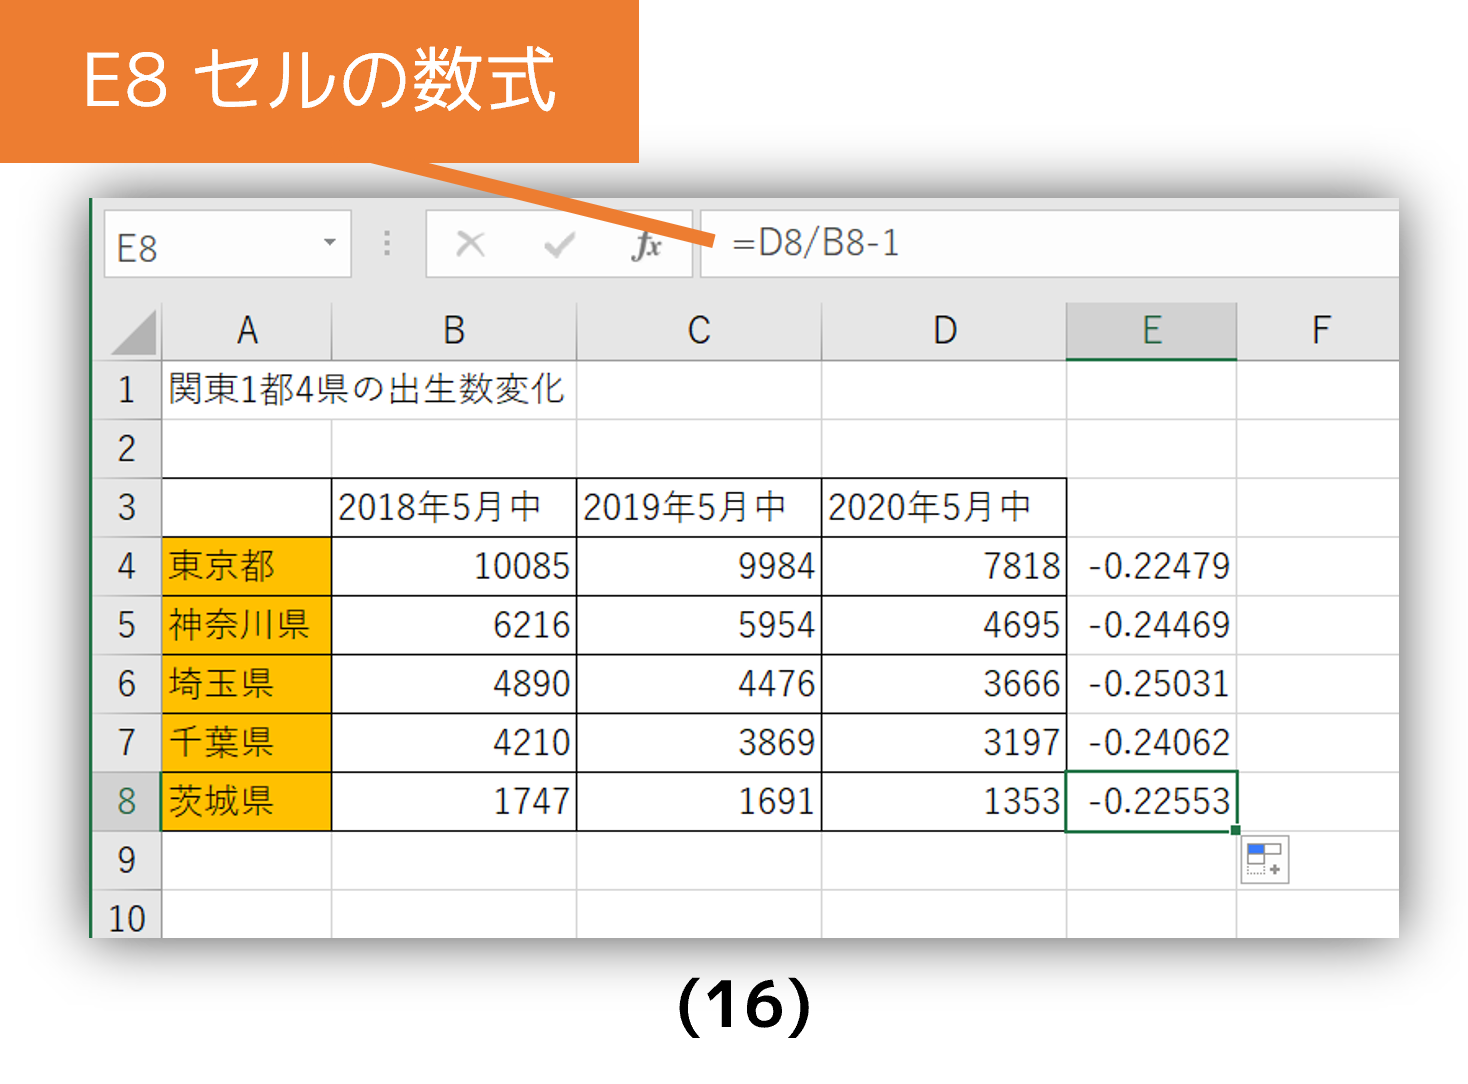 E8 セルの数式
E8 fx =D8/B8-1
A B C D E F
1 関東1都4県の出生数変化
2
3 2018年5月中 2019年5月中 2020年5月中
4 東京都 10085 9984 7818 -0.22479
5 神奈川県 6216 5954 4695 -0.24469
6 埼玉県 4890 4476 3666 -0.25031
7 千葉県 4210 3869 3197 -0.24062
8 茨城県 1747 1691 1353 -0.22553
9
10
(16)